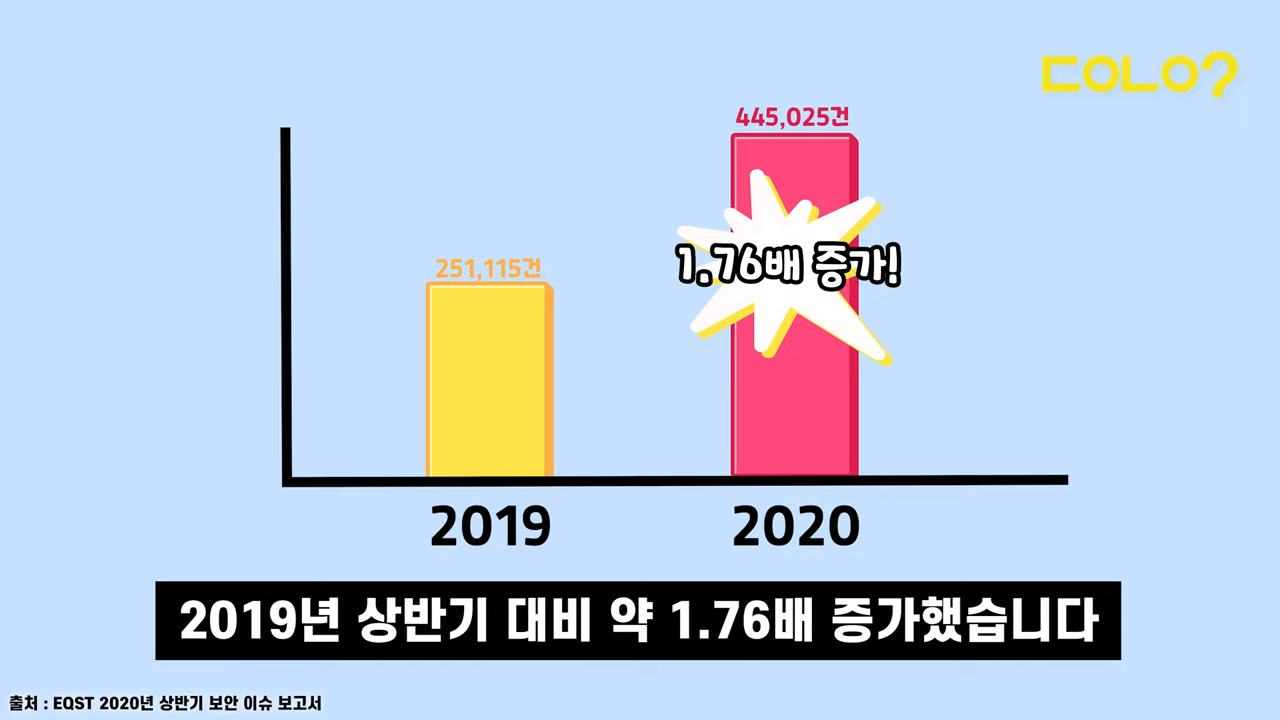 ㄷㅇㄴㅇ?
445,025건
251,115건
1.76배 증가!
2019
2020
2019년 상반기 대비 약 1.76배 증가했습니다
출처 : EQST 2020년 상반기 보안 이슈 보고서